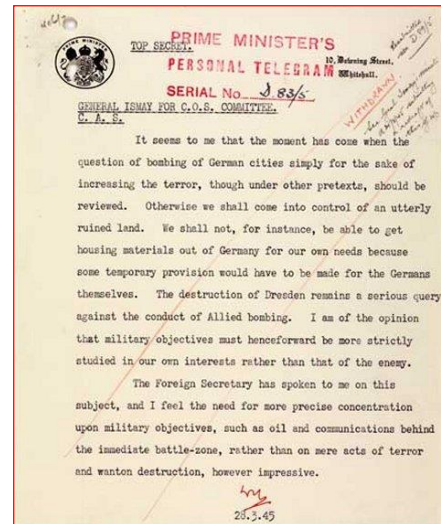 TOP SECRET.
PRIME MINISTER'S
PERSONAL TELEGRAM
10, Downing Street,
Whitehall.
SERIAL No. D.83/5
WITHDRAWN.
GENERAL ISMAY FOR C.O.S. COMMITTEE.
C. A. S.
It seems to me that the moment has come when the
question of bombing of German cities simply for the sake of
increasing the terror, though under other pretexts, should be
reviewed. Otherwise we shall come into control of an utterly
ruined land. We shall not, for instance, be able to get
housing materials out of Germany for our own needs because
some temporary provision would have to be made for the Germans
themselves. The destruction of Dresden remains a serious query
against the conduct of Allied bombing. I am of the opinion
that military objectives must henceforward be more strictly
studied in our own interests rather than that of the enemy.
The Foreign Secretary has spoken to me on this
subject, and I feel the need for more precise concentration
upon military objectives, such as oil and communications behind
the immediate battle-zone, rather than on mere acts of terror
and wanton destruction, however impressive.
28.3.45